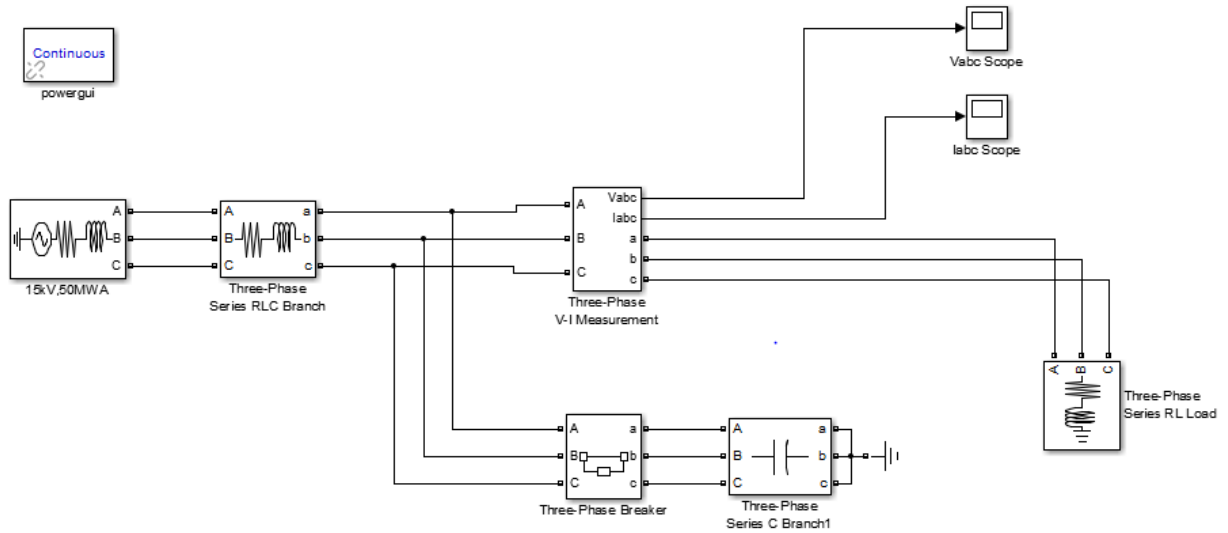 Continuous
powergui
Vabc Scope
Iabc Scope
A
B
C
15kV,50MWA
A
B
C
a
b
c
Three-Phase
Series RLC Branch
A
B
C
Vabc
Iabc
a
b
c
Three-Phase
V-I Measurement
A
B
C
Three-Phase
Series RL Load
A
B
C
a
b
c
Three-Phase Breaker
A
B
C
a
b
c
Three-Phase
Series C Branch1